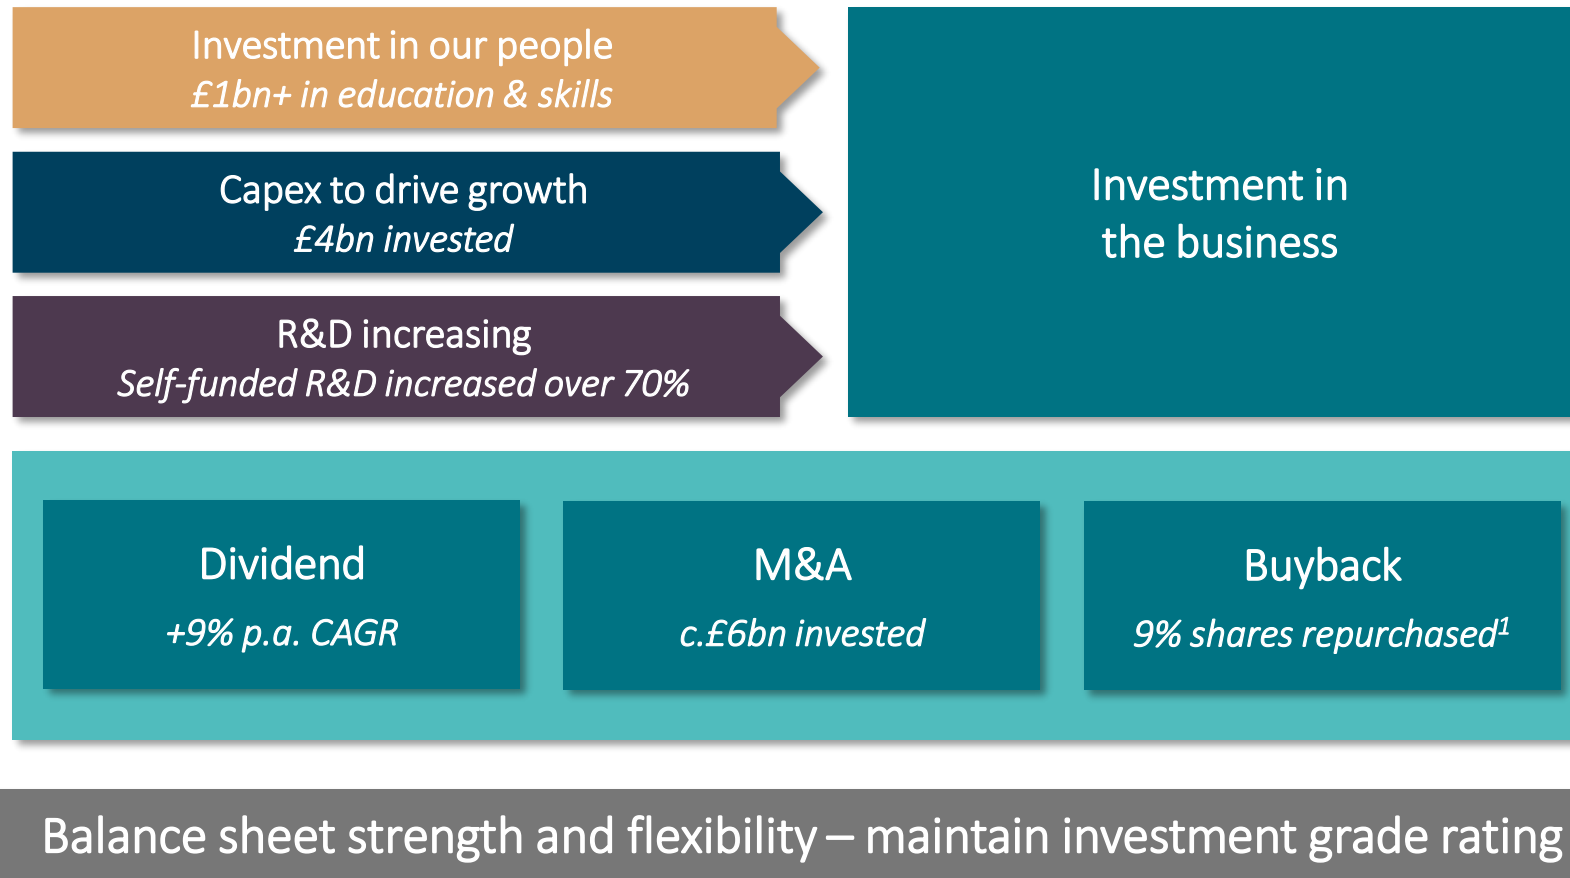 Investment in our people
£1bn+ in education & skills
Capex to drive growth
£4bn invested
R&D increasing
Self-funded R&D increased over 70%
Investment in
the business
Dividend
+9% p.a. CAGR
M&A
c.£6bn invested
Buyback
9% shares repurchased¹
Balance sheet strength and flexibility – maintain investment grade rating